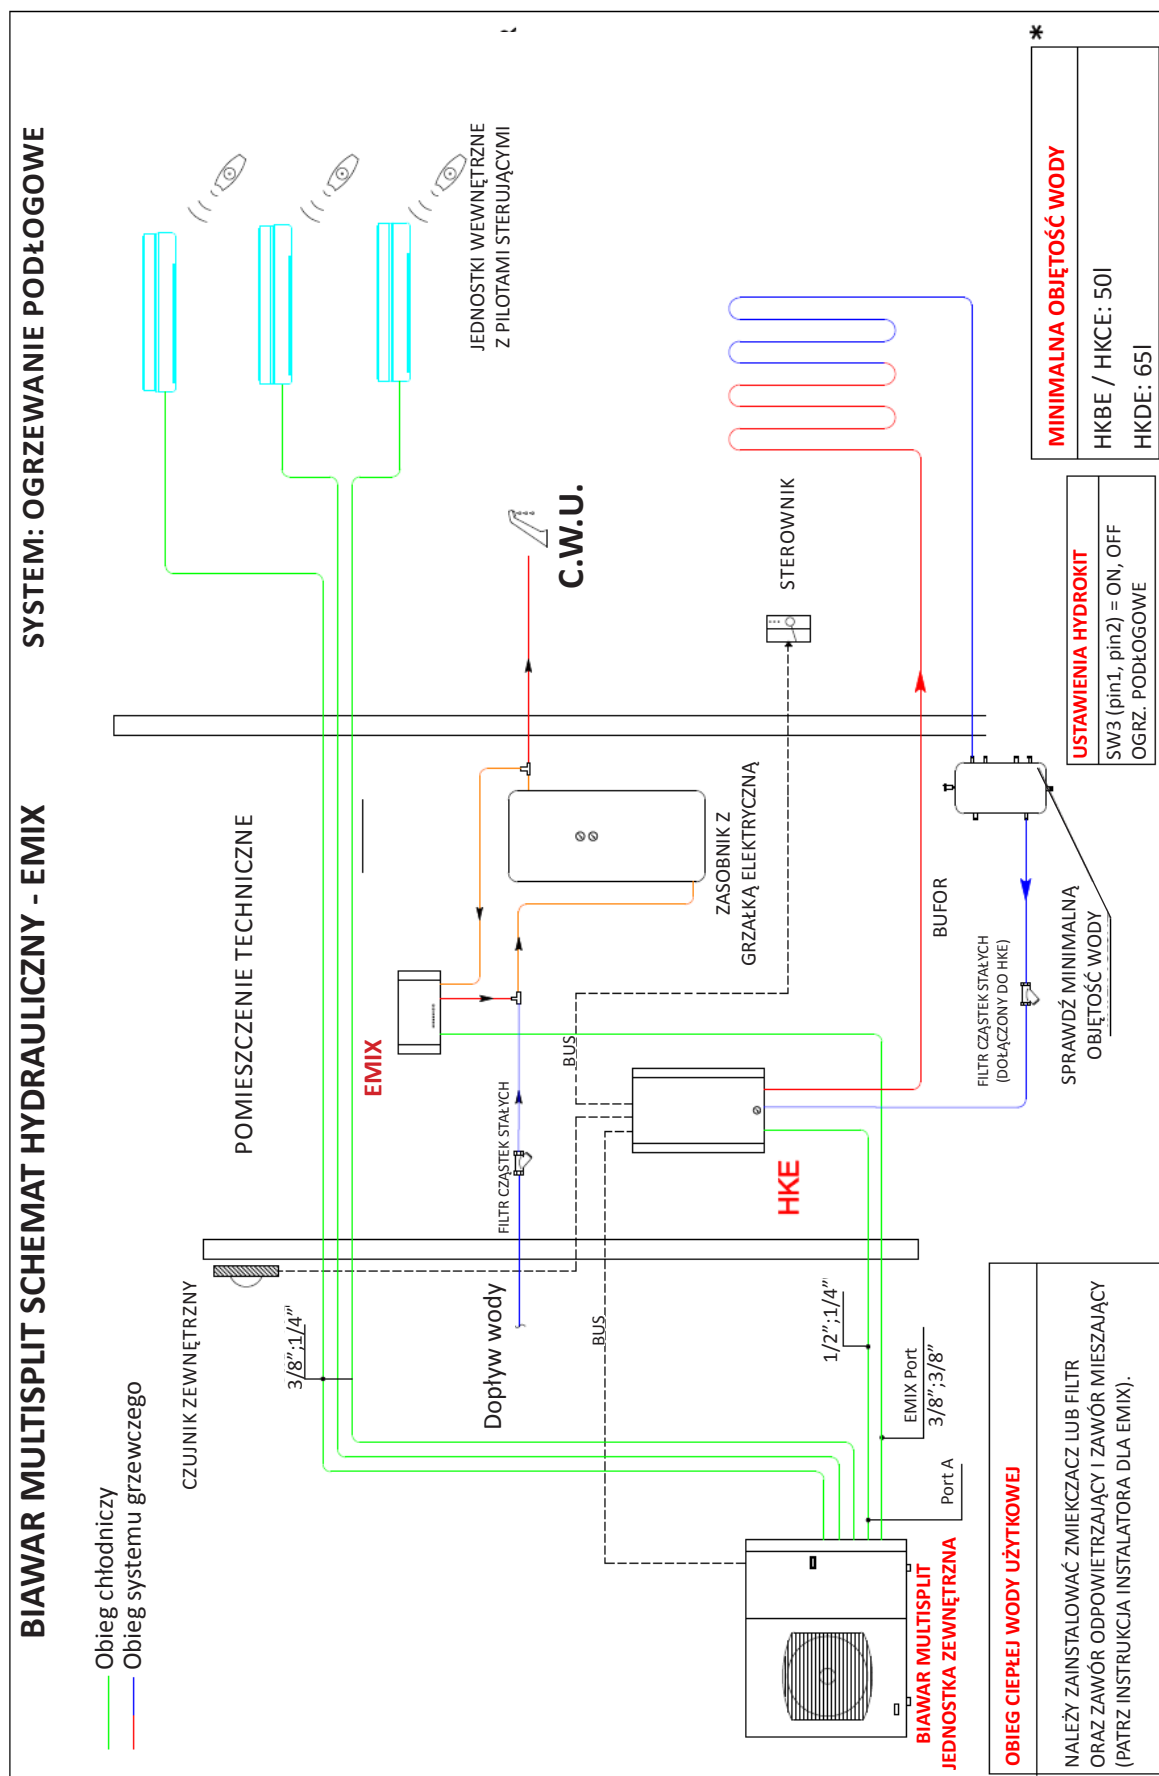 BIAWAR MULTISPLIT SCHEMAT HYDRAULICZNY - EMIX
SYSTEM: OGRZEWANIE PODŁOGOWE
Obieg chłodniczy
Obieg systemu grzewczego
CZUJNIK ZEWNĘTRZNY
POMIESZCZENIE TECHNICZNE
3/8";1/4"
EMIX
JEDNOSTKI WEWNĘTRZNE
Z PILOTAMI STERUJĄCYMI
Dopływ wody
FILTR CZĄSTEK STAŁYCH
C.W.U.
BUS
BUS
ZASOBNIK Z
GRZAŁKĄ ELEKTRYCZNĄ
STEROWNIK
HKE
1/2";1/4"
EMIX Port
3/8";3/8"
Port A
BUFOR
BIAWAR MULTISPLIT
JEDNOSTKA ZEWNĘTRZNA
FILTR CZĄSTEK STAŁYCH
(DOŁĄCZONY DO HKE)
SPRAWDŹ MINIMALNĄ
OBJĘTOŚĆ WODY
OBIEG CIEPŁEJ WODY UŻYTKOWEJ
NALEŻY ZAINSTALOWAĆ ZMIEKCZACZ LUB FILTR
ORAZ ZAWÓR ODPOWIETRZAJĄCY I ZAWÓR MIESZAJĄCY
(PATRZ INSTRUKCJA INSTALATORA DLA EMIX).
USTAWIENIA HYDROKIT
SW3 (pin1, pin2) = ON, OFF
OGRZ. PODŁOGOWE
MINIMALNA OBJĘTOŚĆ WODY
*
HKBE / HKCE: 50l
HKDE: 65l